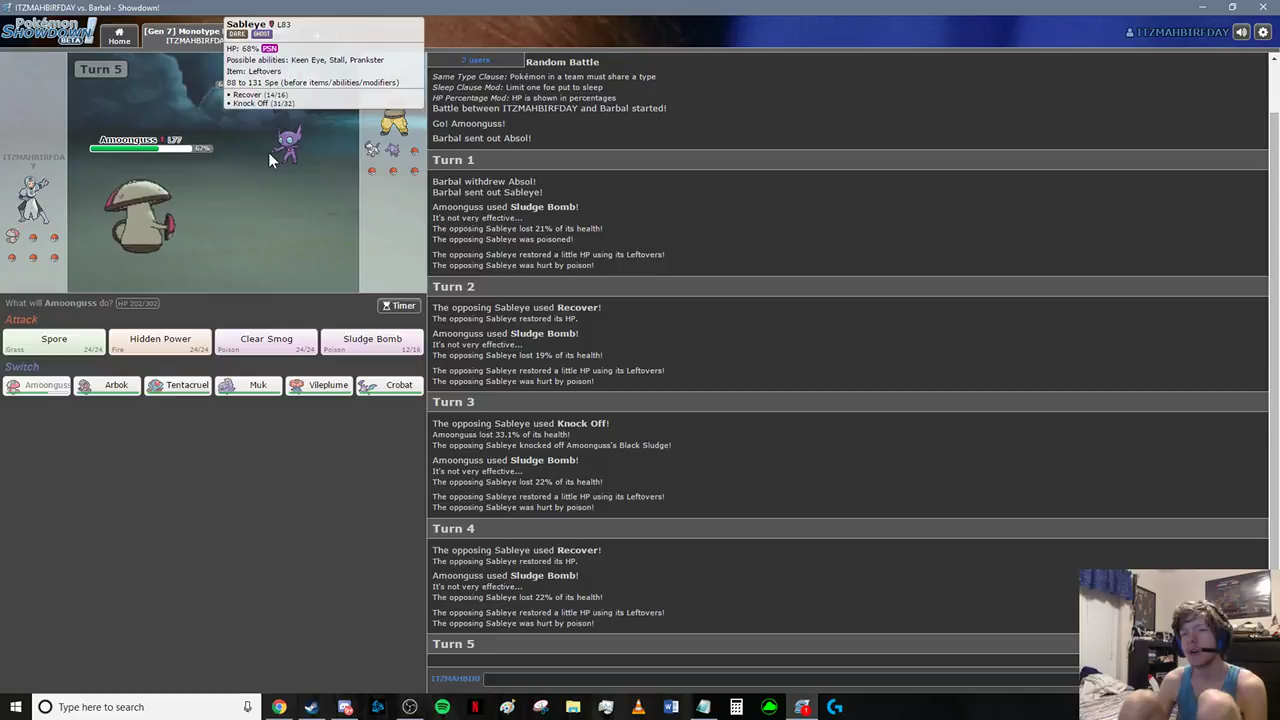 ITZMAHBIRFDAY vs. Barbal - Showdown!
Pokémon
Showdown!
BETA
Home
[Gen 7] Monotype
ITZMAHBIRFDAY
ITZMAHBIRFDAY
Turn 5
Sableye L83
DARK GHOST
HP: 68% PSN
Possible abilities: Keen Eye, Stall, Prankster
Item: Leftovers
88 to 131 Spe (before items/abilities/modifiers)
• Recover (14/16)
• Knock Off (31/32)
Amoonguss L77
67%
ITZMAHBIRFDA
Y
What will Amoonguss do? HP 202/302
Timer
Attack
Spore
Grass 24/24
Hidden Power
Fire 24/24
Clear Smog
Poison 24/24
Sludge Bomb
Poison 12/16
Switch
Amoonguss
Arbok
Tentacruel
Muk
Vileplume
Crobat
2 users
Random Battle
Same Type Clause: Pokémon in a team must share a type
Sleep Clause Mod: Limit one foe put to sleep
HP Percentage Mod: HP is shown in percentages
Battle between ITZMAHBIRFDAY and Barbal started!
Go! Amoonguss!
Barbal sent out Absol!
Turn 1
Barbal withdrew Absol!
Barbal sent out Sableye!
Amoonguss used Sludge Bomb!
It's not very effective...
The opposing Sableye lost 21% of its health!
The opposing Sableye was poisoned!
The opposing Sableye restored a little HP using its Leftovers!
The opposing Sableye was hurt by poison!
Turn 2
The opposing Sableye used Recover!
The opposing Sableye restored its HP.
Amoonguss used Sludge Bomb!
It's not very effective...
The opposing Sableye lost 19% of its health!
The opposing Sableye restored a little HP using its Leftovers!
The opposing Sableye was hurt by poison!
Turn 3
The opposing Sableye used Knock Off!
Amoonguss lost 33.1% of its health!
The opposing Sableye knocked off Amoonguss's Black Sludge!
Amoonguss used Sludge Bomb!
It's not very effective...
The opposing Sableye lost 22% of its health!
The opposing Sableye restored a little HP using its Leftovers!
The opposing Sableye was hurt by poison!
Turn 4
The opposing Sableye used Recover!
The opposing Sableye restored its HP.
Amoonguss used Sludge Bomb!
It's not very effective...
The opposing Sableye lost 22% of its health!
The opposing Sableye restored a little HP using its Leftovers!
The opposing Sableye was hurt by poison!
Turn 5
ITZMAHBIRF
Type here to search